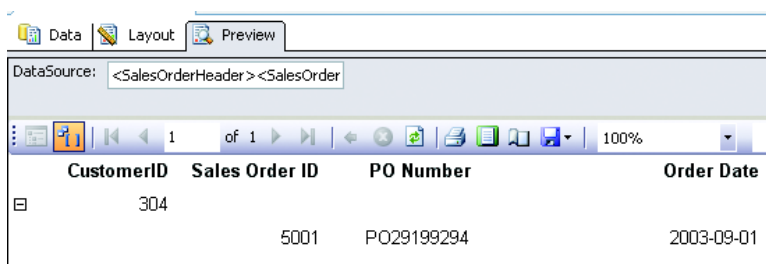 Data Layout Preview
DataSource: <SalesOrderHeader><SalesOrder
1 of 1 100%
CustomerID Sales Order ID PO Number Order Date
304
5001 PO29199294 2003-09-01